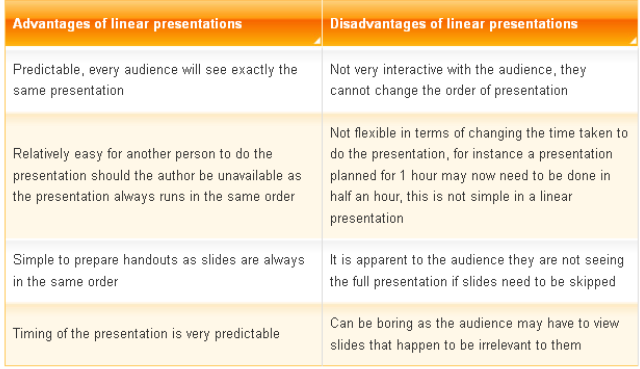 Advantages of linear presentations
Disadvantages of linear presentations
Predictable, every audience will see exactly the
same presentation
Not very interactive with the audience, they
cannot change the order of presentation
Relatively easy for another person to do the
presentation should the author be unavailable as
the presentation always runs in the same order
Not flexible in terms of changing the time taken to
do the presentation, for instance a presentation
planned for 1 hour may now need to be done in
half an hour, this is not simple in a linear
presentation
Simple to prepare handouts as slides are always
in the same order
It is apparent to the audience they are not seeing
the full presentation if slides need to be skipped
Timing of the presentation is very predictable
Can be boring as the audience may have to view
slides that happen to be irrelevant to them